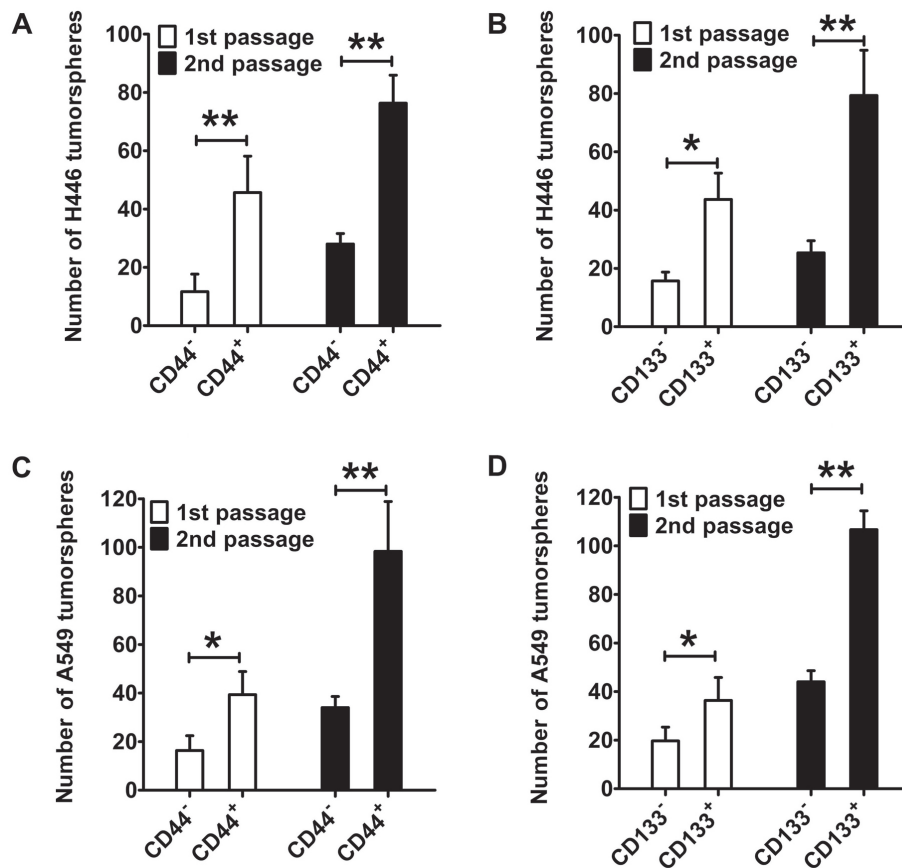 A
Number of H446 tumorspheres
100
80
60
40
20
0
1st passage
2nd passage
**
**
CD44⁻
CD44⁺
CD44⁻
CD44⁺
B
Number of H446 tumorspheres
100
80
60
40
20
0
1st passage
2nd passage
*
**
CD133⁻
CD133⁺
CD133⁻
CD133⁺
C
Number of A549 tumorspheres
120
100
80
60
40
20
0
1st passage
2nd passage
*
**
CD44⁻
CD44⁺
CD44⁻
CD44⁺
D
Number of A549 tumorspheres
120
100
80
60
40
20
0
1st passage
2nd passage
*
**
CD133⁻
CD133⁺
CD133⁻
CD133⁺